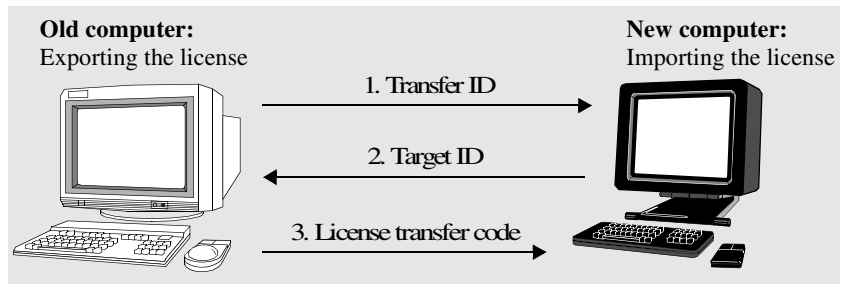 Old computer:
Exporting the license
New computer:
Importing the license
1. Transfer ID
2. Target ID
3. License transfer code